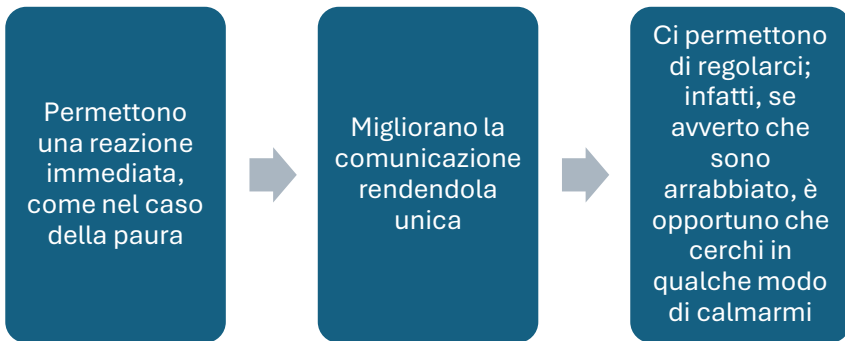 Permettono
una reazione
immediata,
come nel caso
della paura
Migliorano la
comunicazione
rendendola
unica
Ci permettono
di regolarci;
infatti, se
avverto che
sono
arrabbiato, è
opportuno che
cerchi in
qualche modo
di calmarmi